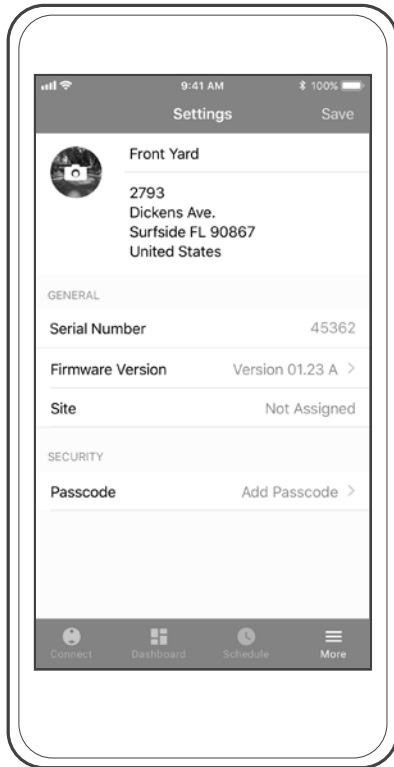 9:41 AM
100%
Settings
Save
Front Yard
2793
Dickens Ave.
Surfside FL 90867
United States
GENERAL
Serial Number 45362
Firmware Version Version 01.23 A >
Site Not Assigned
SECURITY
Passcode Add Passcode >
Connect Dashboard Schedule More